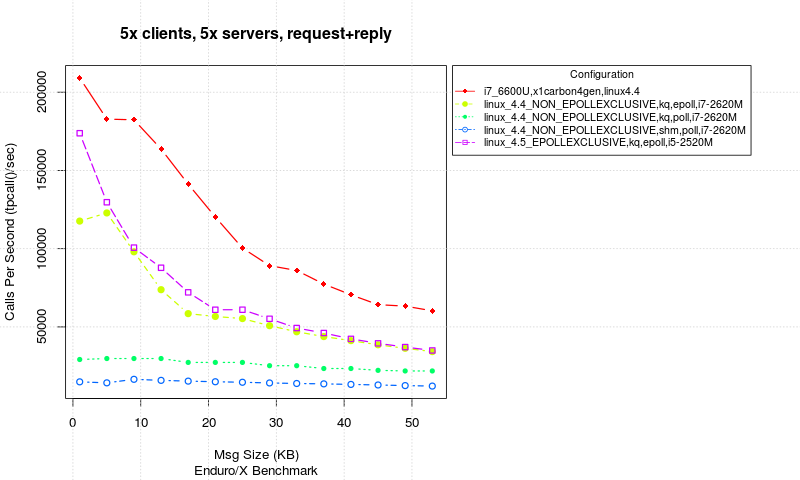 5x clients, 5x servers, request+reply
Calls Per Second (tpcall()/sec)
200000
150000
100000
50000
0 10 20 30 40 50
Msg Size (KB)
Enduro/X Benchmark
Configuration
i7_6600U,x1carbon4gen,linux4.4
linux_4.4_NON_EPOLLEXCLUSIVE,kq,epoll,i7-2620M
linux_4.4_NON_EPOLLEXCLUSIVE,kq,poll,i7-2620M
linux_4.4_NON_EPOLLEXCLUSIVE,shm,poll,i7-2620M
linux_4.5_EPOLLEXCLUSIVE,kq,epoll,i5-2520M